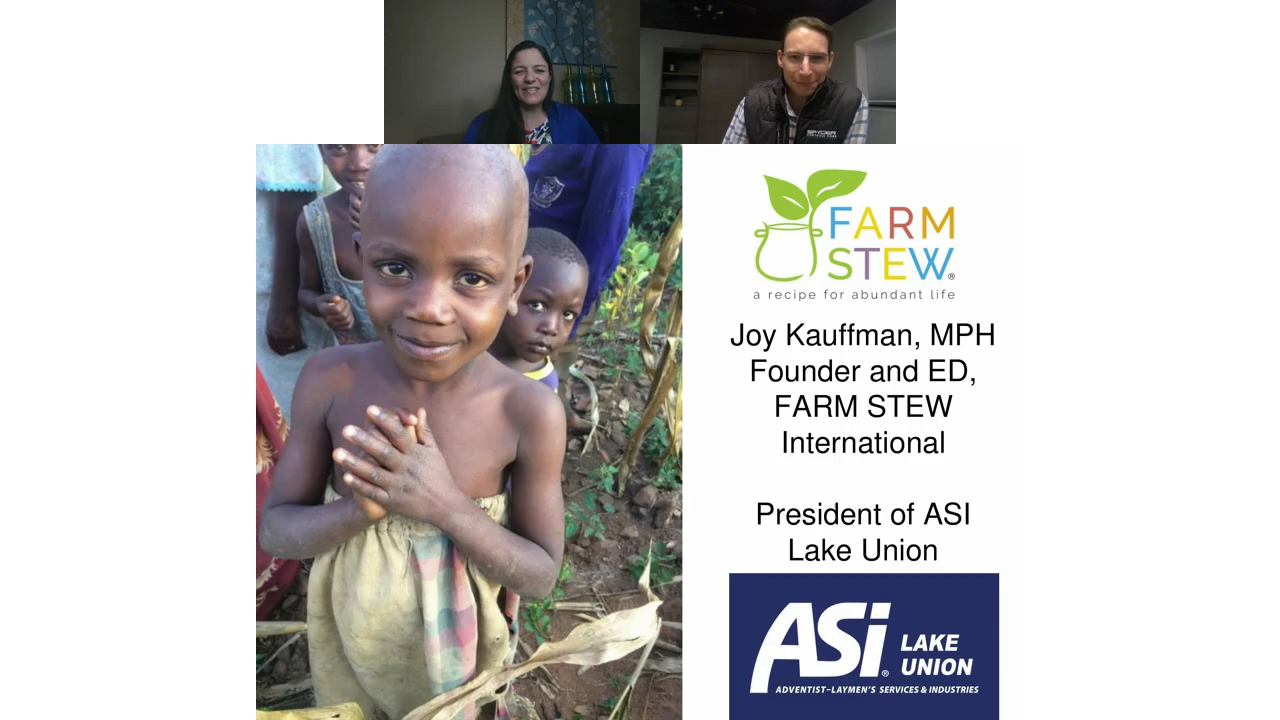 SPYDER
FARM
STEW®
a recipe for abundant life
Joy Kauffman, MPH
Founder and ED,
FARM STEW
International
President of ASI
Lake Union
ASi® LAKE
UNION
ADVENTIST-LAYMEN'S SERVICES & INDUSTRIES